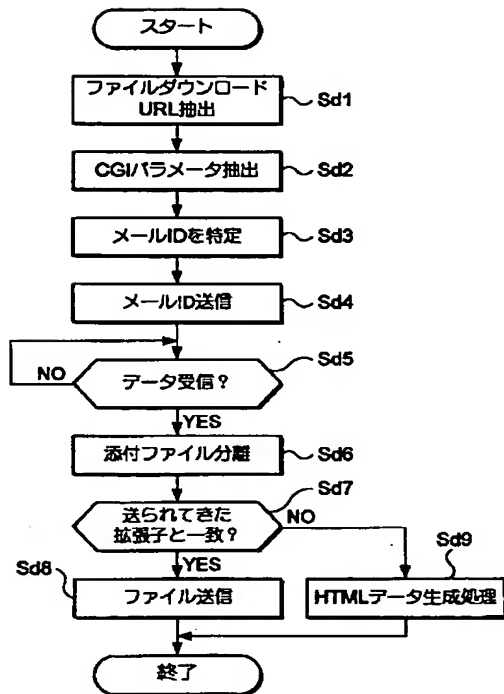 スタート
ファイルダウンロード
URL抽出
Sd1
CGIパラメータ抽出
Sd2
メールIDを特定
Sd3
メールID送信
Sd4
Sd5
データ受信？
NO
YES
添付ファイル分離
Sd6
Sd7
送られてきた
拡張子と一致？
NO
YES
Sd8
ファイル送信
Sd9
HTMLデータ生成処理
終了